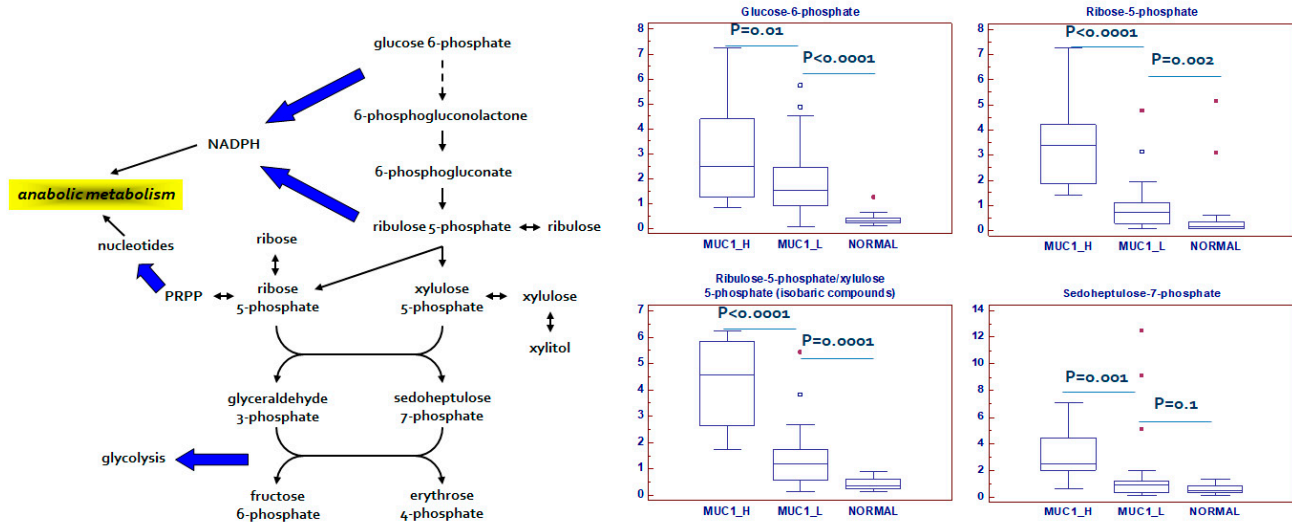 glucose 6-phosphate
6-phosphogluconolactone
NADPH
6-phosphogluconate
anabolic metabolism
ribulose 5-phosphate
ribulose
nucleotides
ribose
PRPP
ribose
5-phosphate
xylulose
5-phosphate
xylulose
xylitol
glyceraldehyde
3-phosphate
sedoheptulose
7-phosphate
glycolysis
fructose
6-phosphate
erythrose
4-phosphate
Glucose-6-phosphate
8
7
6
5
4
3
2
1
0
P=0.01
P<0.0001
MUC1_H MUC1_L NORMAL
Ribose-5-phosphate
8
7
6
5
4
3
2
1
0
P<0.0001
P=0.002
MUC1_H MUC1_L NORMAL
Ribulose-5-phosphate/xylulose
5-phosphate (isobaric compounds)
7
6
5
4
3
2
1
0
P<0.0001
P=0.0001
MUC1_H MUC1_L NORMAL
Sedoheptulose-7-phosphate
14
12
10
8
6
4
2
0
P=0.001
P=0.1
MUC1_H MUC1_L NORMAL